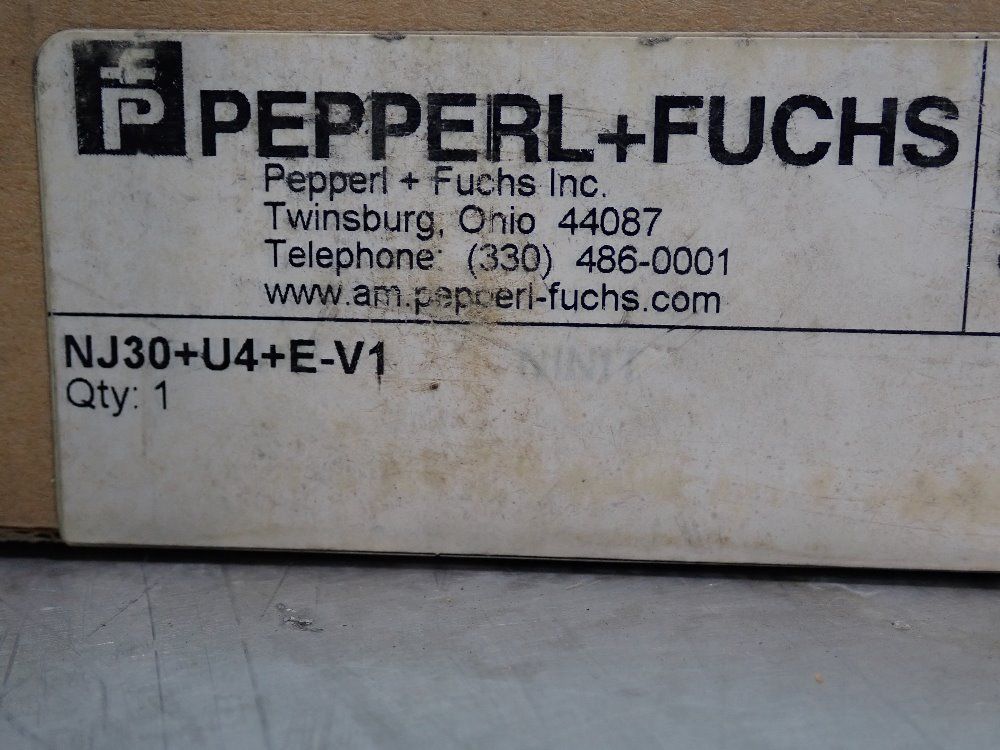 PEPPERL+FUCHS
Pepperl + Fuchs Inc.
Twinsburg, Ohio 44087
Telephone: (330) 486-0001
www.am.pepperl-fuchs.com
NJ30+U4+E-V1
Qty: 1